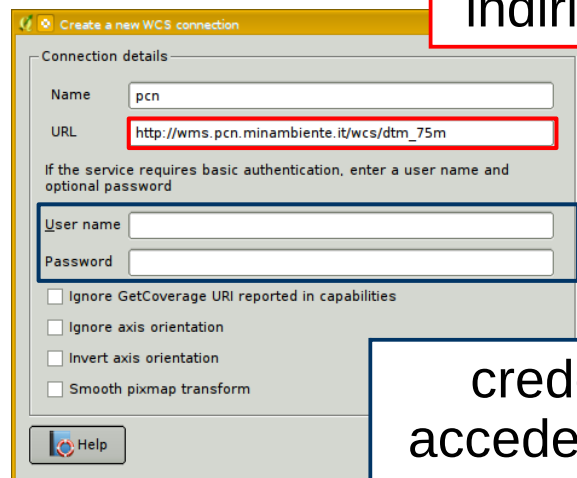 Create a new WCS connection
Connection details
Name
pcn
URL
http://wms.pcn.minambiente.it/wcs/dtm_75m
If the service requires basic authentication, enter a user name and
optional password
User name
Password
Ignore GetCoverage URI reported in capabilities
Ignore axis orientation
Invert axis orientation
Smooth pixmap transform
Help